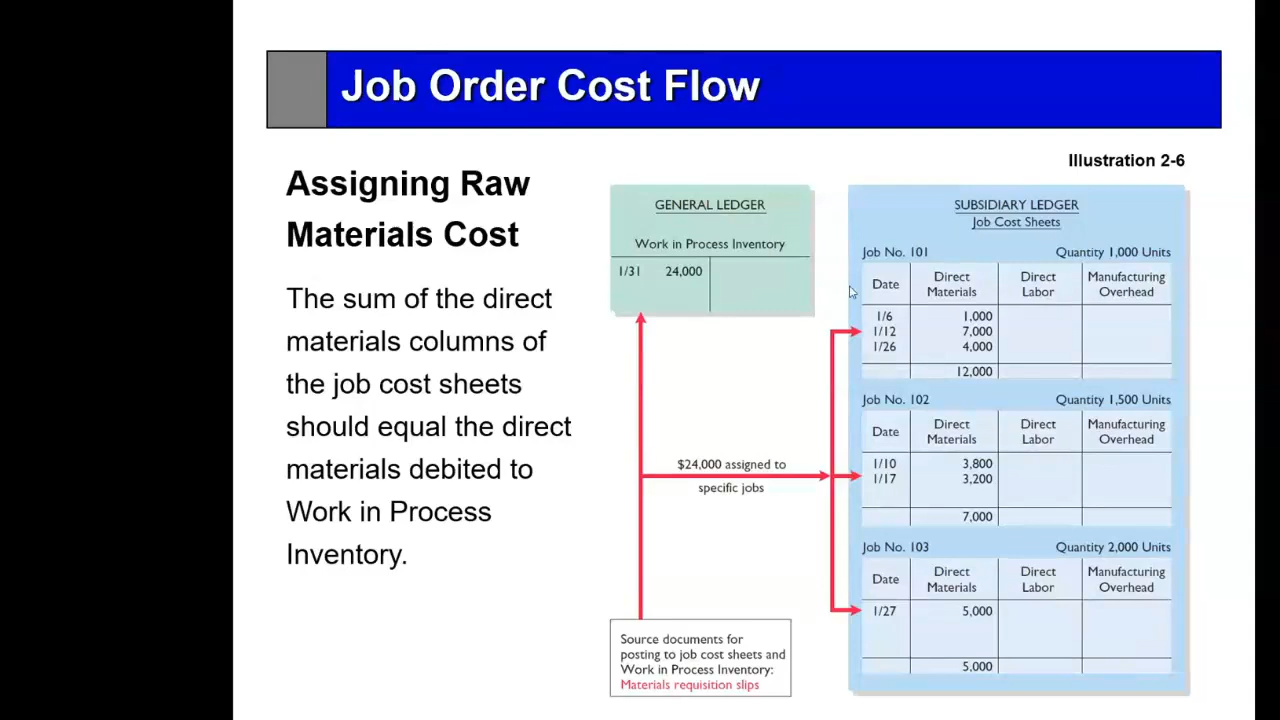 Job Order Cost Flow
Assigning Raw
Materials Cost
The sum of the direct
materials columns of
the job cost sheets
should equal the direct
materials debited to
Work in Process
Inventory.
Illustration 2-6
GENERAL LEDGER
Work in Process Inventory
1/31 24,000
$24,000 assigned to
specific jobs
Source documents for
posting to job cost sheets and
Work in Process Inventory:
Materials requisition slips
SUBSIDIARY LEDGER
Job Cost Sheets
Job No. 101 Quantity 1,000 Units
Date Direct Materials Direct Labor Manufacturing Overhead
1/6 1,000
1/12 7,000
1/26 4,000
12,000
Job No. 102 Quantity 1,500 Units
Date Direct Materials Direct Labor Manufacturing Overhead
1/10 3,800
1/17 3,200
7,000
Job No. 103 Quantity 2,000 Units
Date Direct Materials Direct Labor Manufacturing Overhead
1/27 5,000
5,000